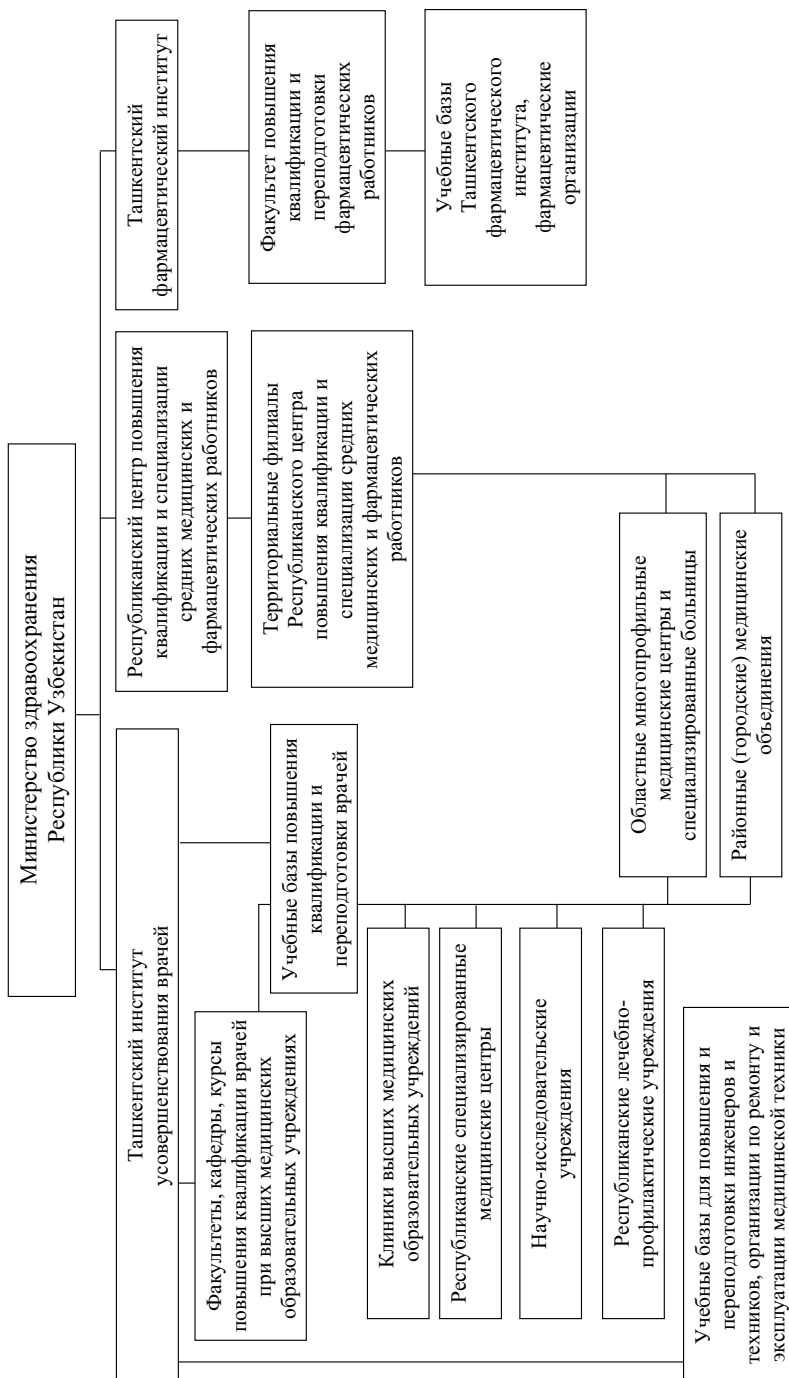 Министерство здравоохранения
Республики Узбекистан
Ташкентский институт
усовершенствования врачей
Республиканский центр повышения
квалификации и специализации
средних медицинских и
фармацевтических работников
Ташкентский
фармацевтический институт
Факультеты, кафедры, курсы
повышения квалификации врачей
при высших медицинских
образовательных учреждениях
Учебные базы повышения
квалификации и
переподготовки врачей
Территориальные филиалы
Республиканского центра
повышения квалификации и
специализации средних
медицинских и фармацевтических
работников
Факультет повышения
квалификации и
переподготовки
фармацевтических
работников
Клиники высших медицинских
образовательных учреждений
Республиканские специализированные
медицинские центры
Научно-исследовательские
учреждения
Республиканские лечебно-
профилактические учреждения
Учебные базы
Ташкентского
фармацевтического
института,
фармацевтические
организации
Областные многопрофильные
медицинские центры и
специализированные больницы
Районные (городские) медицинские
объединения
Учебные базы для повышения и
переподготовки инженеров и
техников, организации по ремонту и
эксплуатации медицинской техники